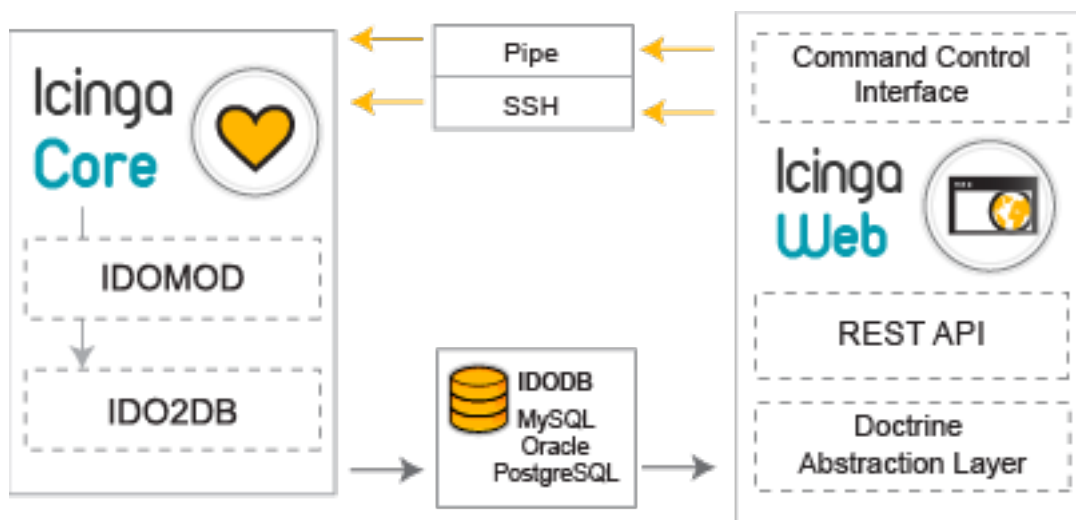 Icinga
Core
IDOMOD
IDO2DB
Pipe
SSH
IDODB
MySQL
Oracle
PostgreSQL
Command Control
Interface
Icinga
Web
REST API
Doctrine
Abstraction Layer